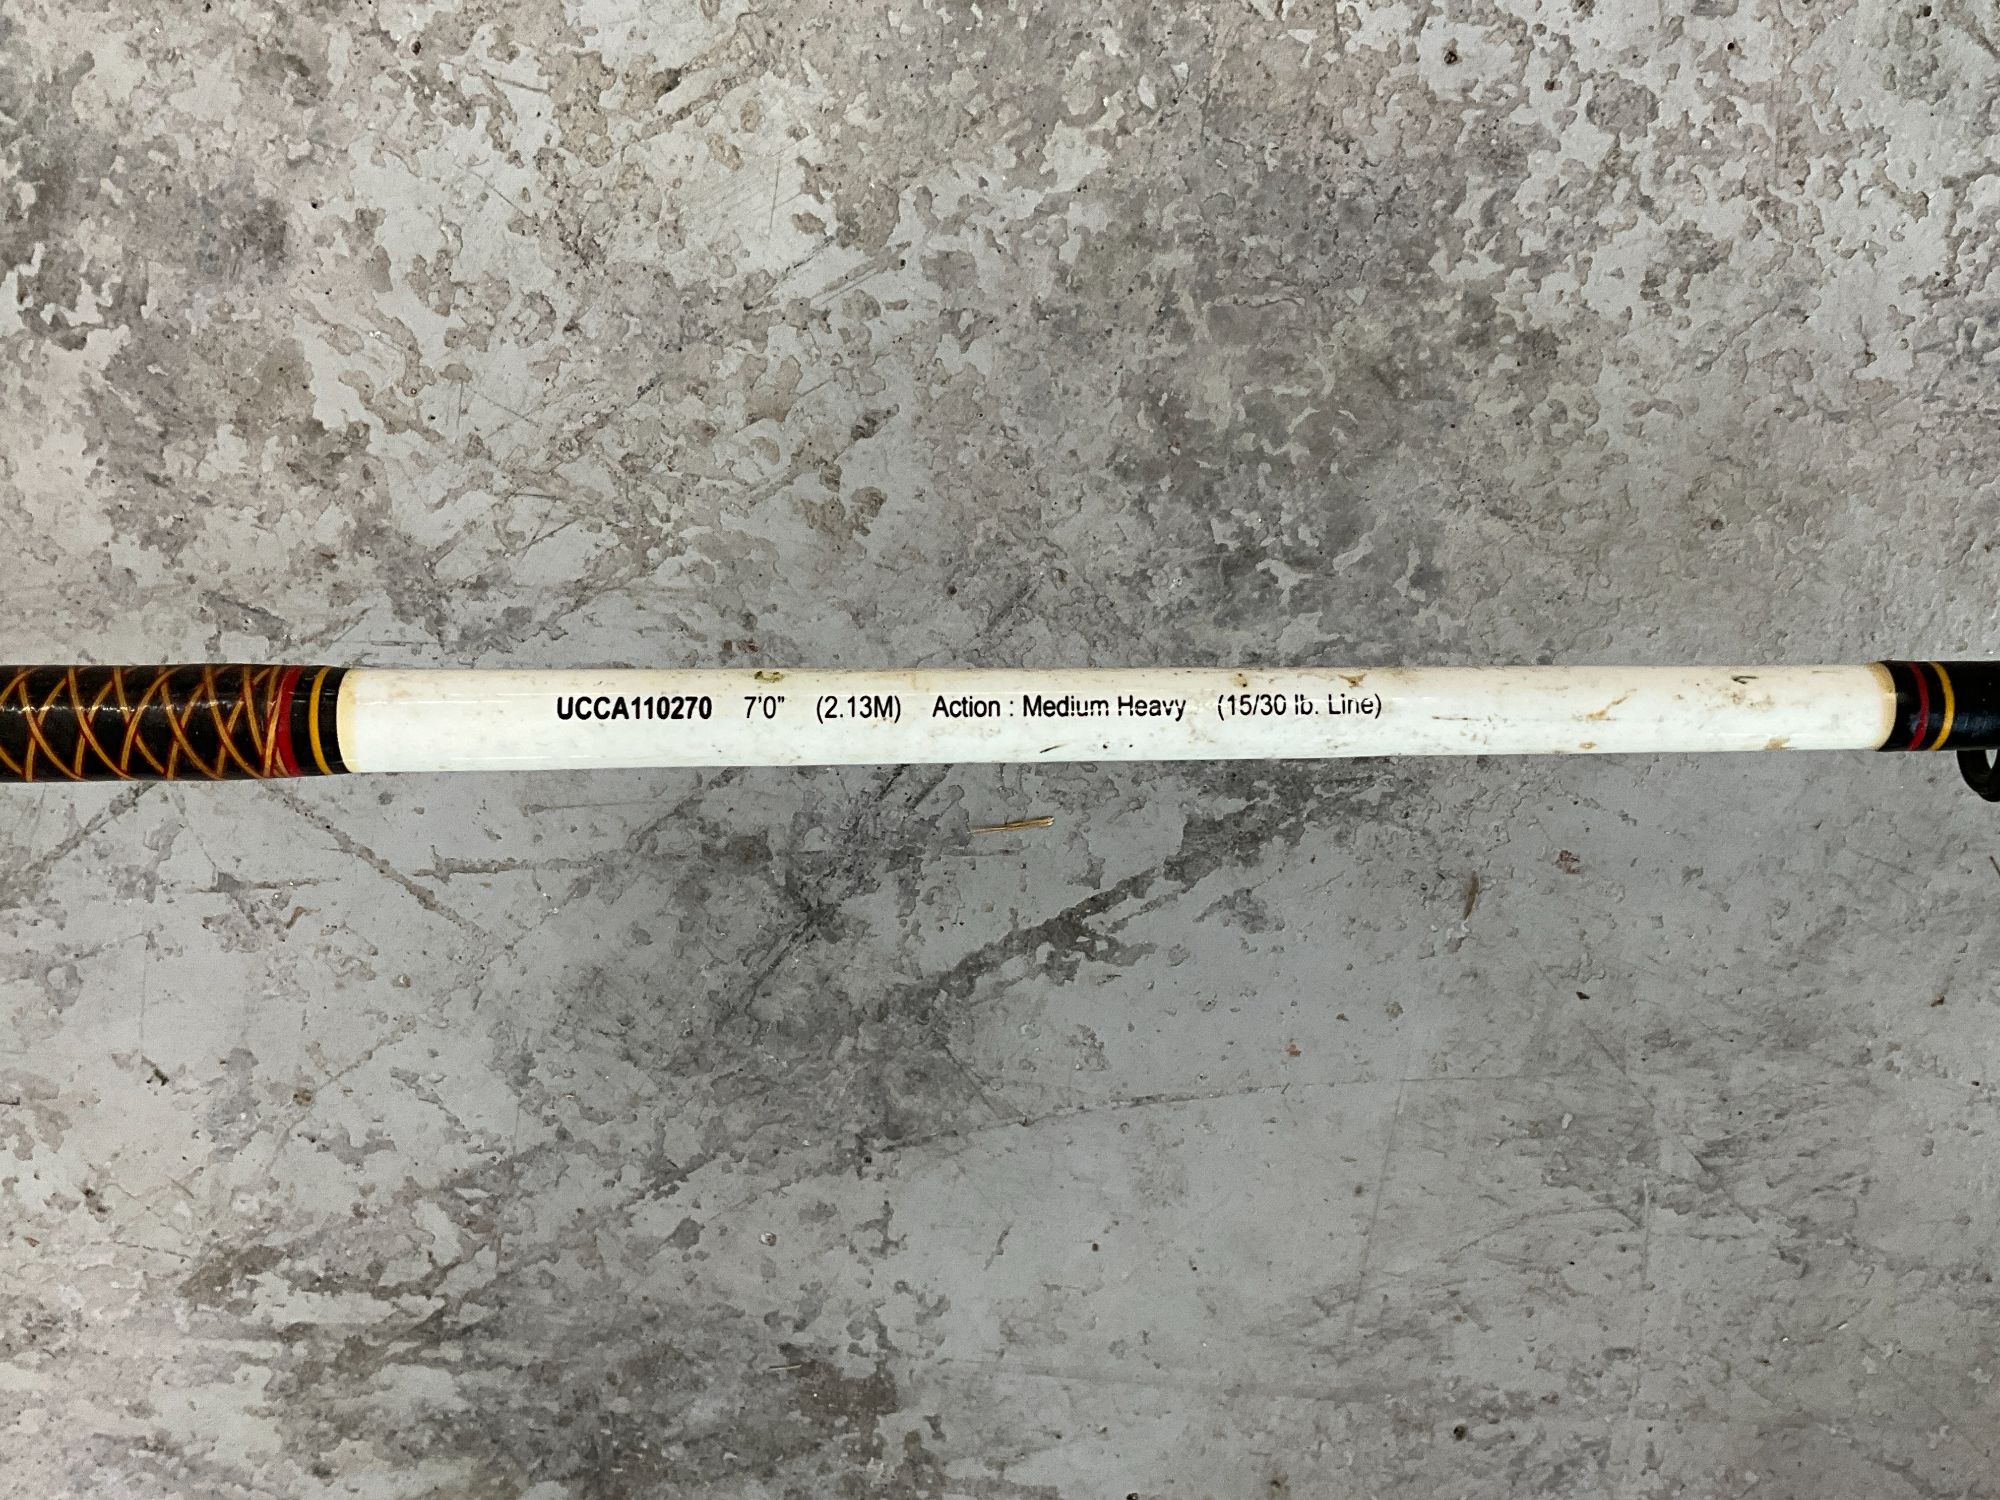 UCCA110270 7'0" (2.13M) Action : Medium Heavy (15/30 lb. Line)